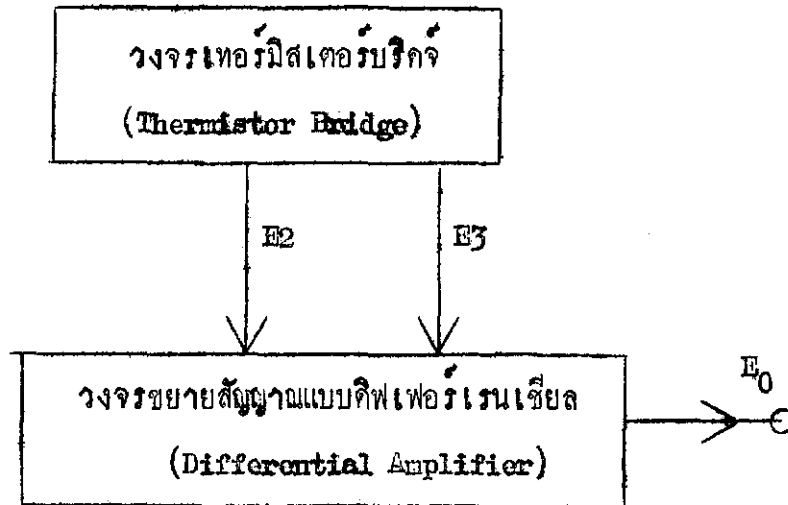 วงจรเทอร์มิสเตอร์บริดจ์
(Thermistor Bridge)
E2
E3
วงจรขยายสัญญาณแบบดิฟเฟอร์เรนเชียล
(Differential Amplifier)
E0